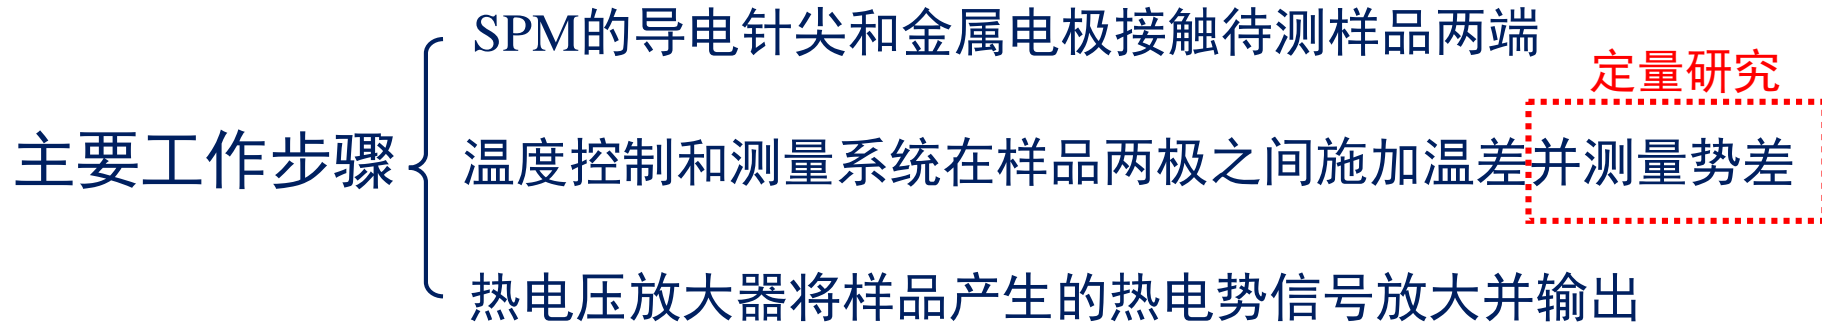 SPM的导电针尖和金属电极接触待测样品两端
定量研究
主要工作步骤
温度控制和测量系统在样品两极之间施加温差并测量势差
热电压放大器将样品产生的热电势信号放大并输出